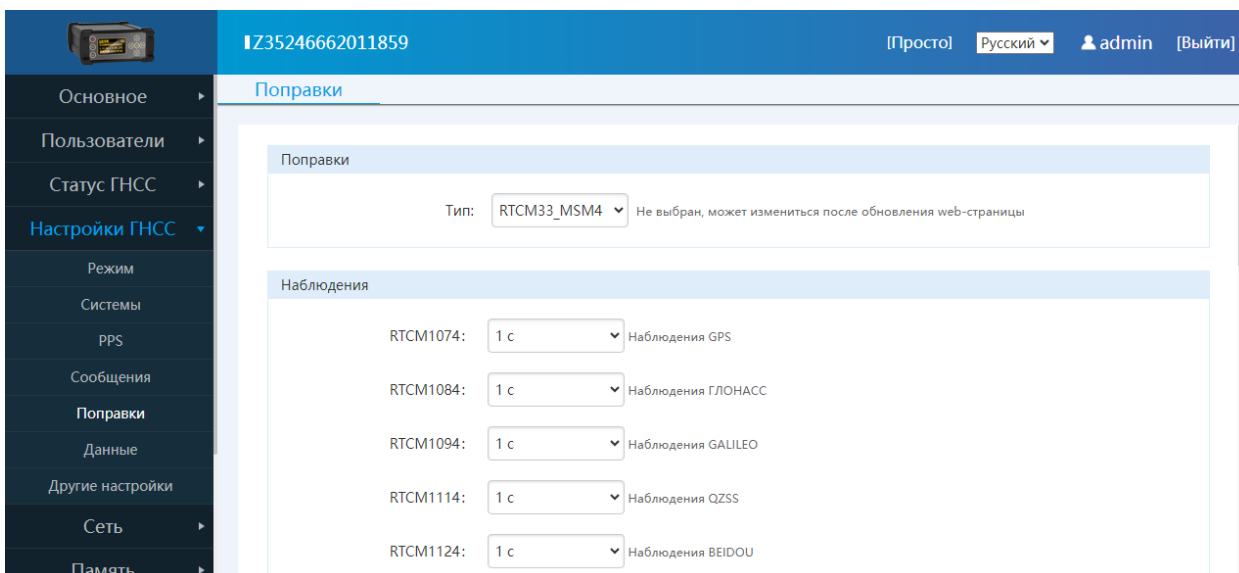 IZ35246662011859
[Просто]
Русский
admin
[Выйти]
Основное
Пользователи
Статус ГНСС
Настройки ГНСС
Режим
Системы
PPS
Сообщения
Поправки
Данные
Другие настройки
Сеть
Память
Поправки
Поправки
Тип: RTCM33_MSM4 Не выбран, может измениться после обновления web-страницы
Наблюдения
RTCM1074: 1 с Наблюдения GPS
RTCM1084: 1 с Наблюдения ГЛОНАСС
RTCM1094: 1 с Наблюдения GALILEO
RTCM1114: 1 с Наблюдения QZSS
RTCM1124: 1 с Наблюдения BEIDOU